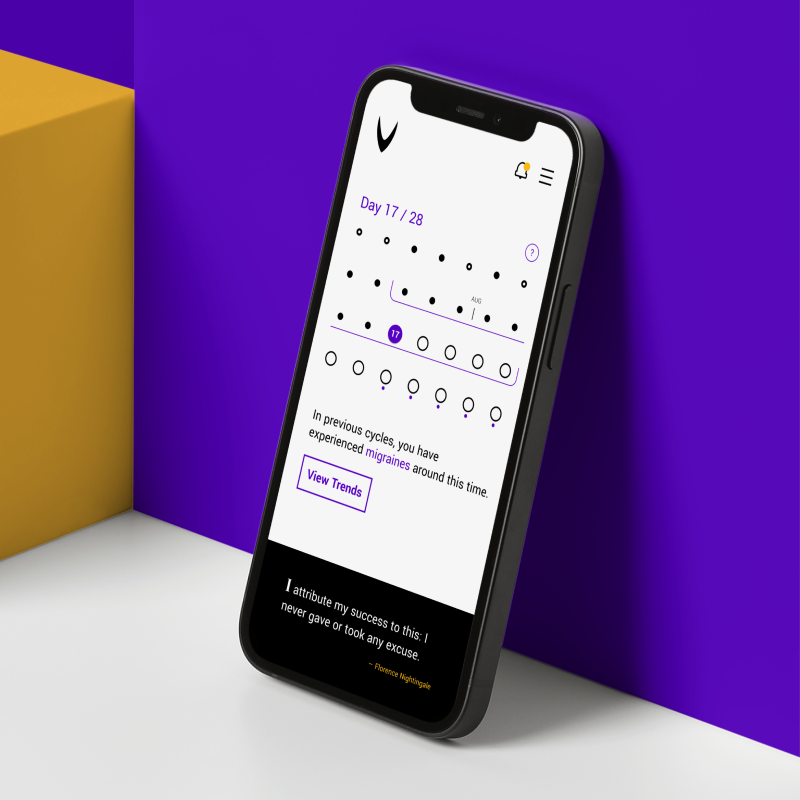 Day 17 / 28
?
AUG
17
In previous cycles, you have
experienced migraines around this time.
View Trends
I attribute my success to this: I
never gave or took any excuse.
– Florence Nightingale